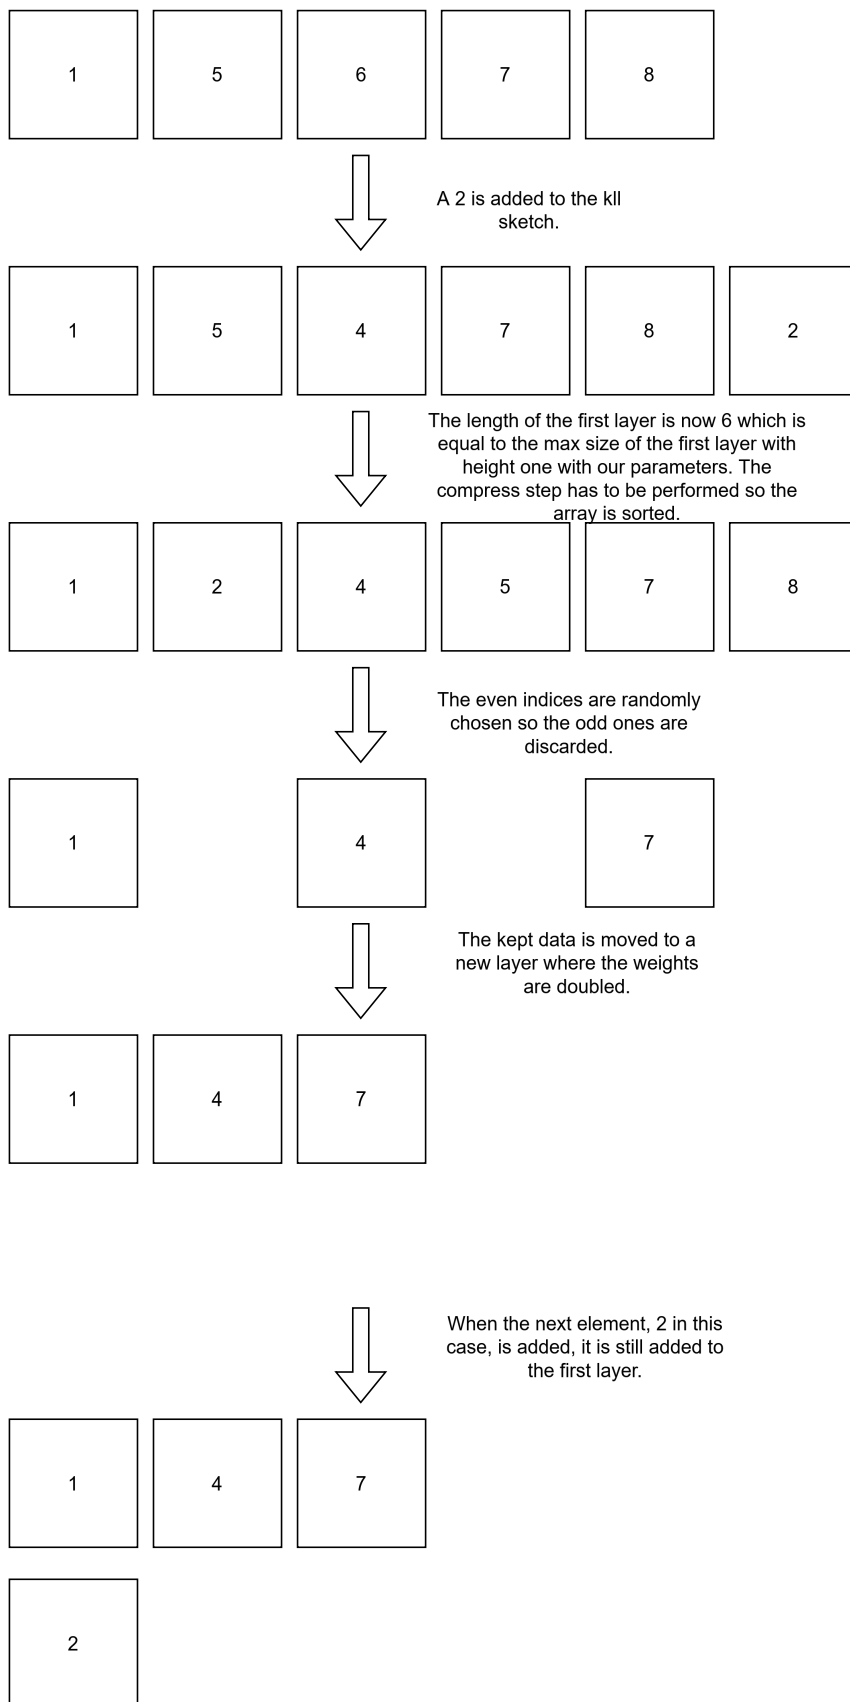 1 5 6 7 8
A 2 is added to the kll
sketch.
1 5 4 7 8 2
The length of the first layer is now 6 which is
equal to the max size of the first layer with
height one with our parameters. The
compress step has to be performed so the
array is sorted.
1 2 4 5 7 8
The even indices are randomly
chosen so the odd ones are
discarded.
1 4 7
The kept data is moved to a
new layer where the weights
are doubled.
1 4 7
When the next element, 2 in this
case, is added, it is still added to
the first layer.
1 4 7
2